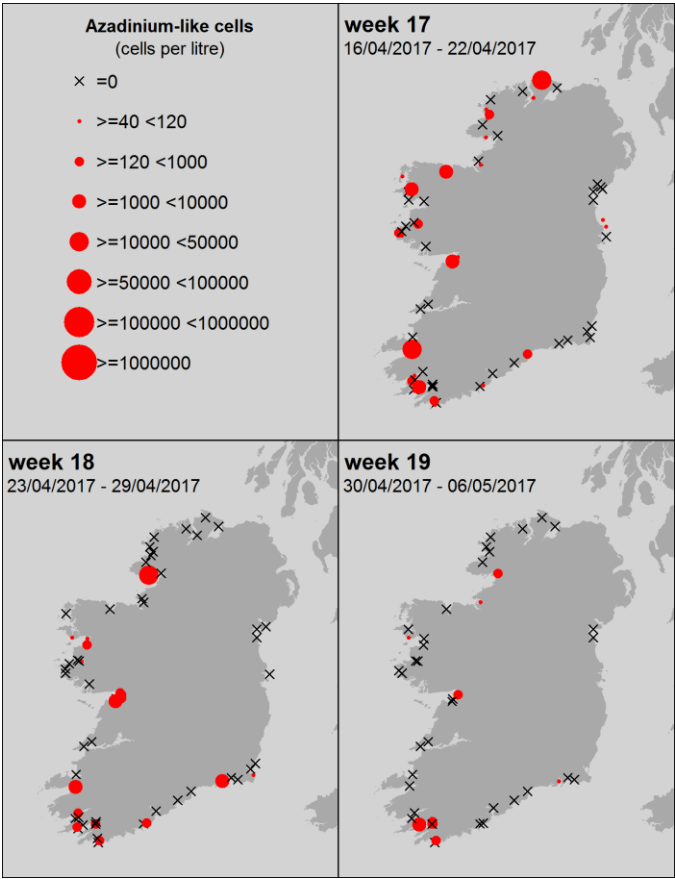 Azadinium-like cells
(cells per litre)
=0
>=40 <120
>=120 <1000
>=1000 <10000
>=10000 <50000
>=50000 <100000
>=100000 <1000000
>=1000000
week 17
16/04/2017 - 22/04/2017
week 18
23/04/2017 - 29/04/2017
week 19
30/04/2017 - 06/05/2017